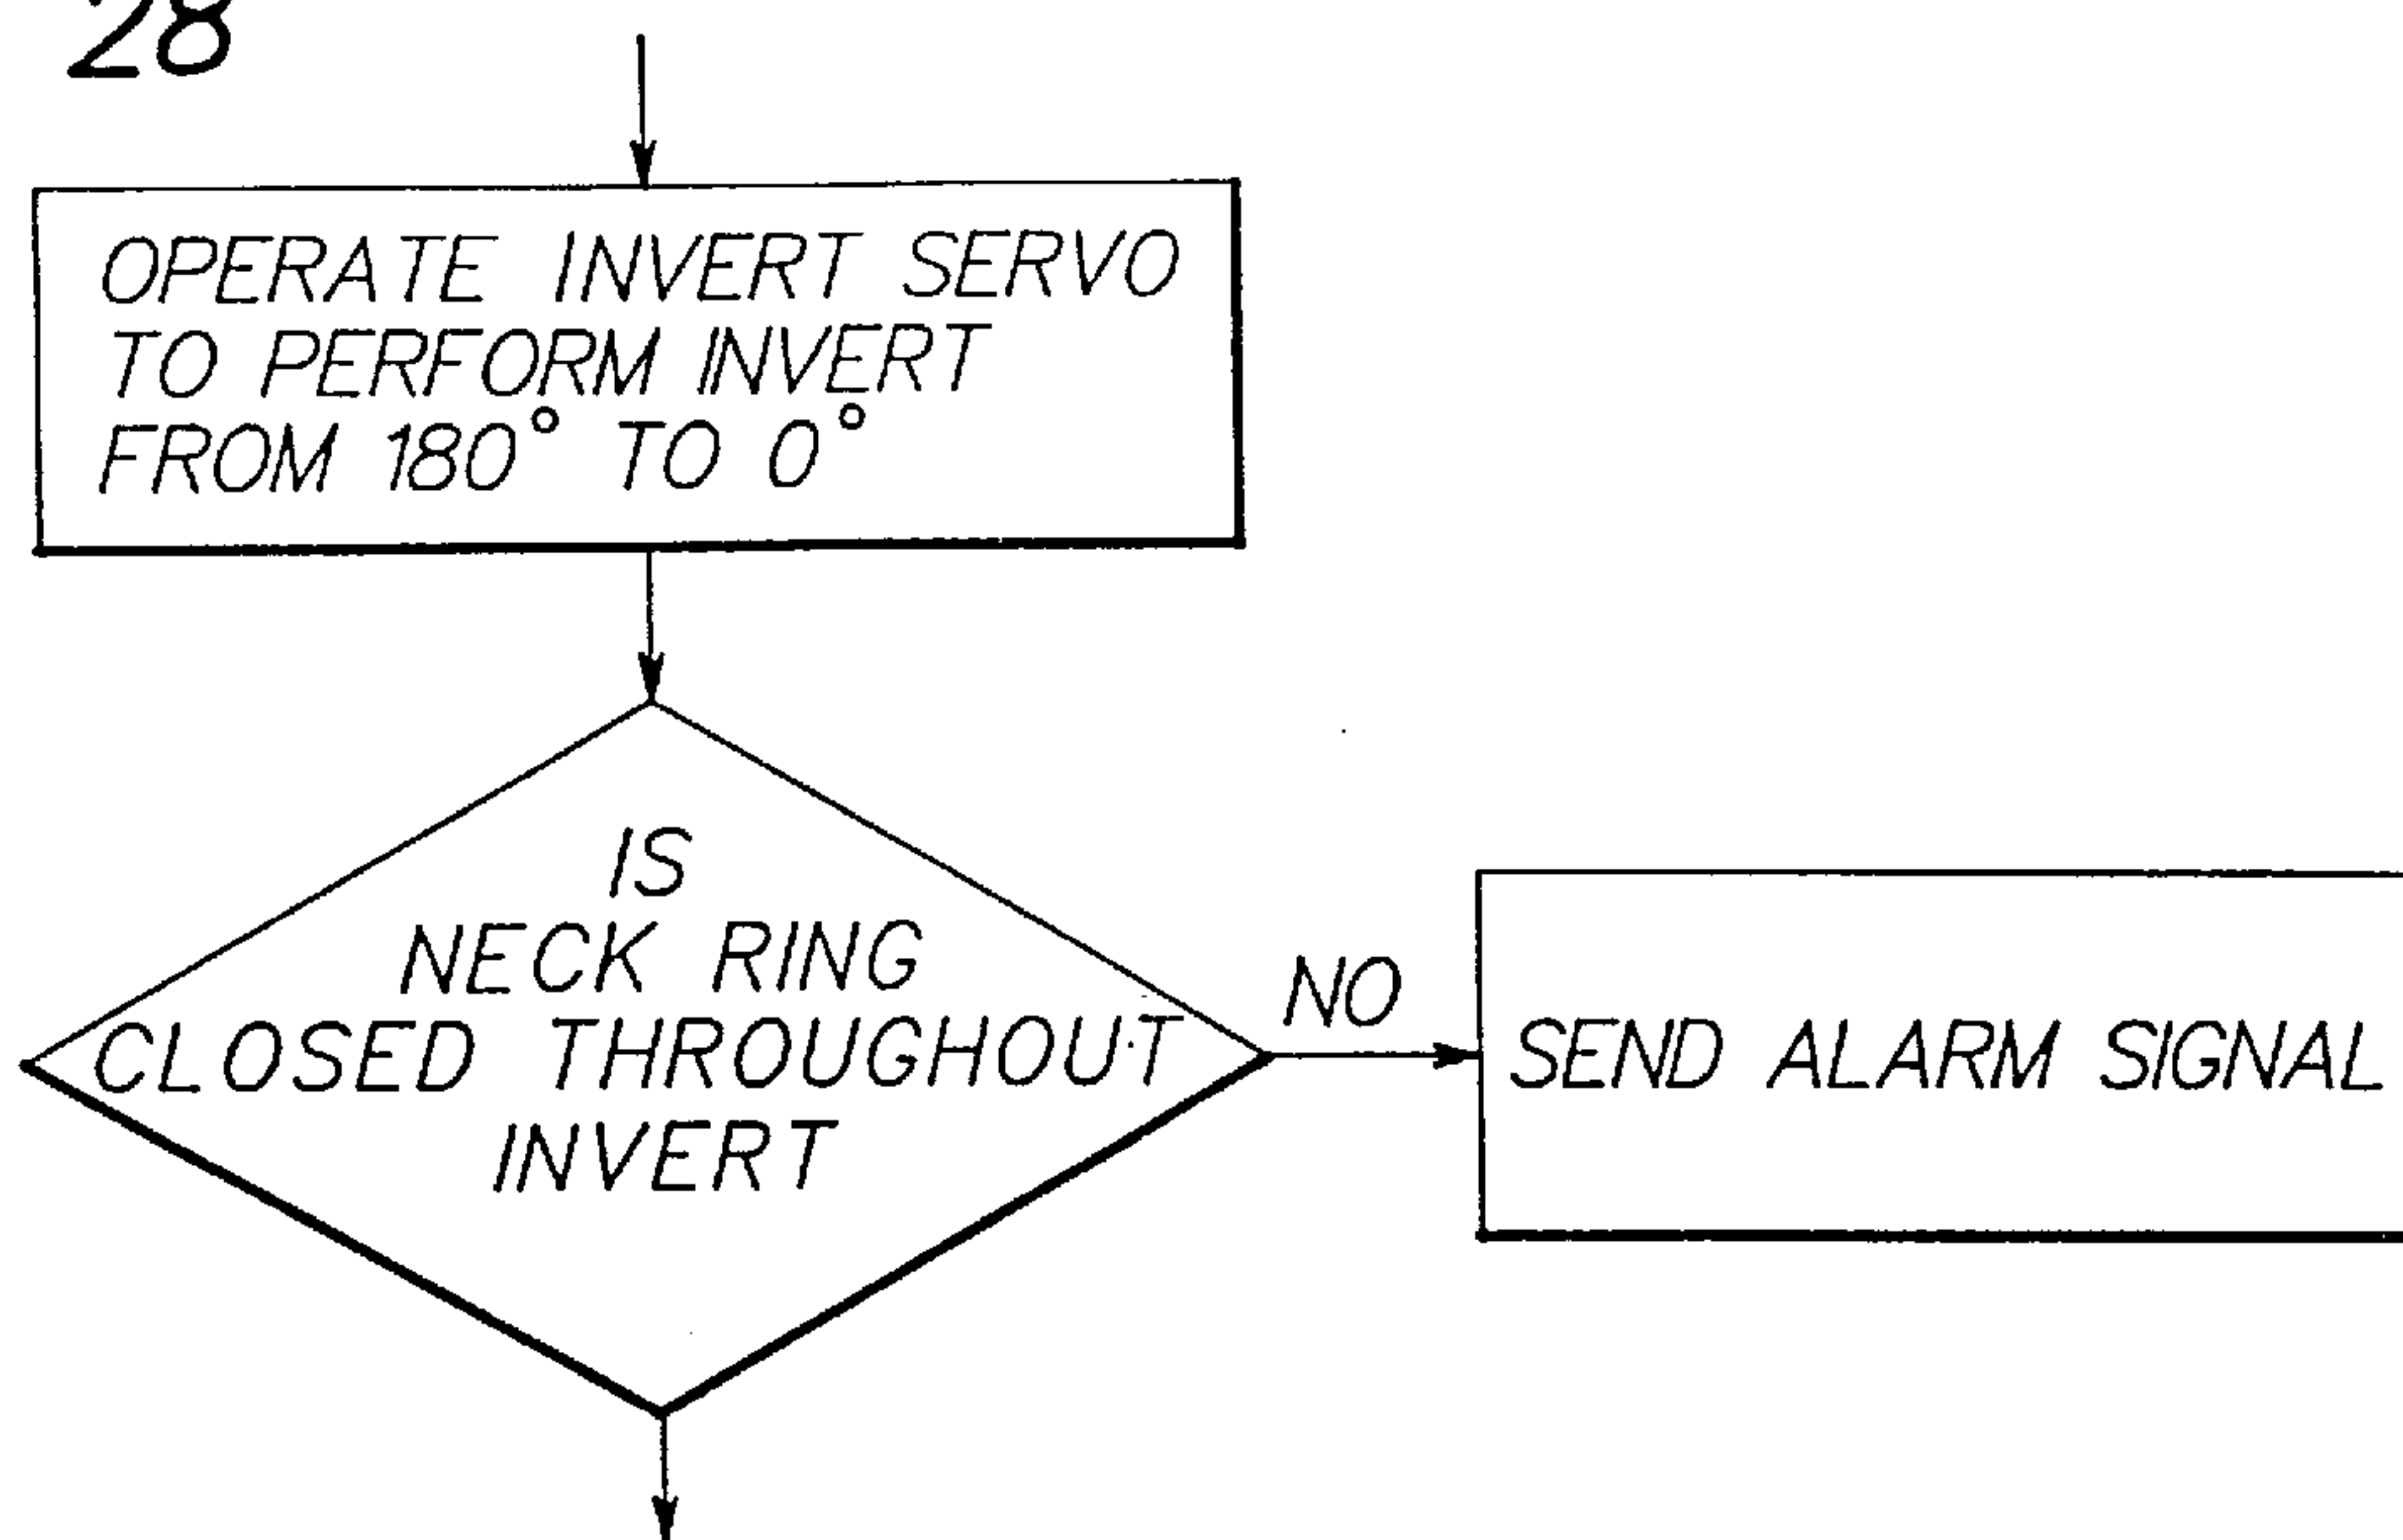 28
OPERATE INVERT SERVO
TO PERFORM INVERT
FROM 180° TO 0°
IS
NECK RING
CLOSED THROUGHOUT
INVERT
NO
SEND ALARM SIGNAL